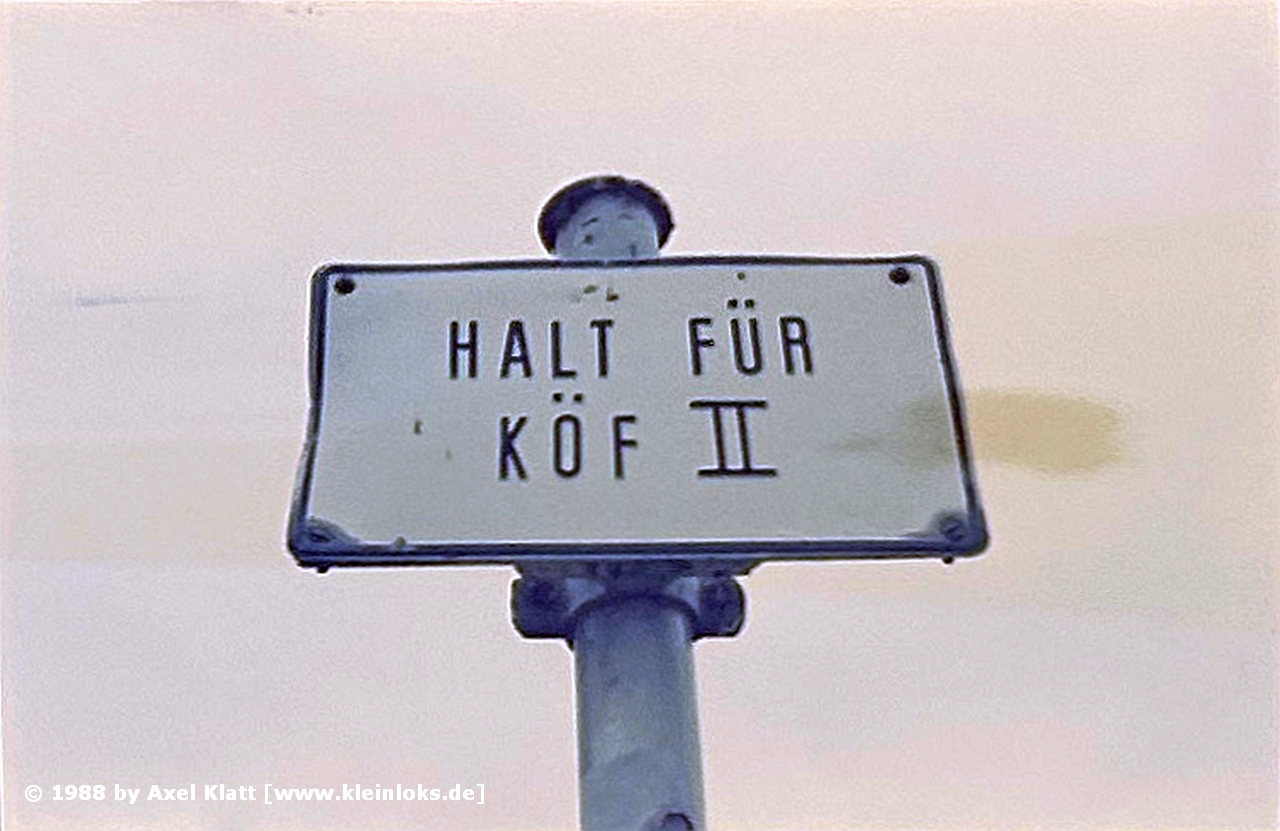 HALT FÜR
KÖF II
© 1988 by Axel Klatt [www.kleinloks.de]